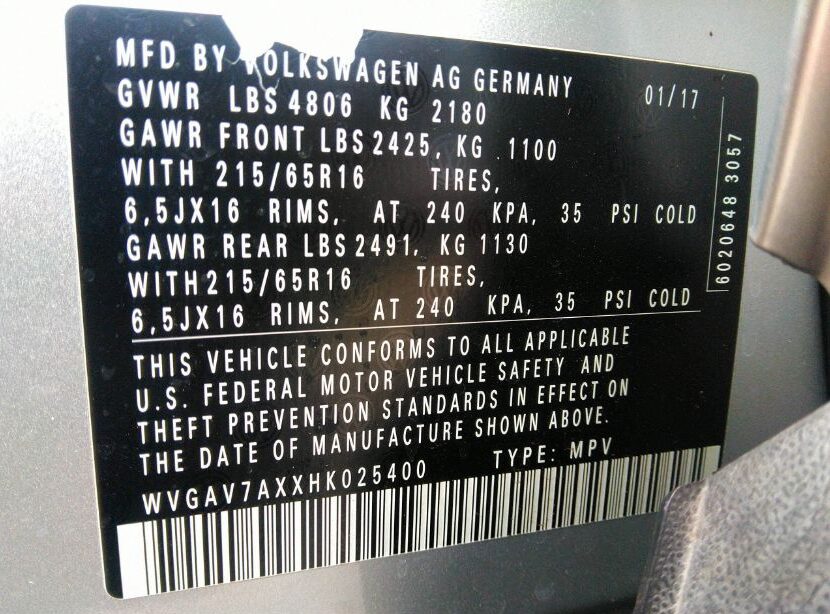 MFD BY VOLKSWAGEN AG GERMANY 01/17
GVWR LBS 4806 KG 2180
GAWR FRONT LBS 2425, KG .1100
WITH 215/65R16 TIRES,
6,5JX16 RIMS, AT 240 KPA, 35 PSI COLD
GAWR REAR LBS 2491, KG 1130
WITH 215/65R16 TIRES,
6,5JX16 RIMS, AT 240 KPA, 35 PSI COLD
6020648 3057
THIS VEHICLE CONFORMS TO ALL APPLICABLE
U.S. FEDERAL MOTOR VEHICLE SAFETY AND
THEFT PREVENTION STANDARDS IN EFFECT ON
THE DATE OF MANUFACTURE SHOWN ABOVE.
WVGAV7AXXHK025400 TYPE: MPV